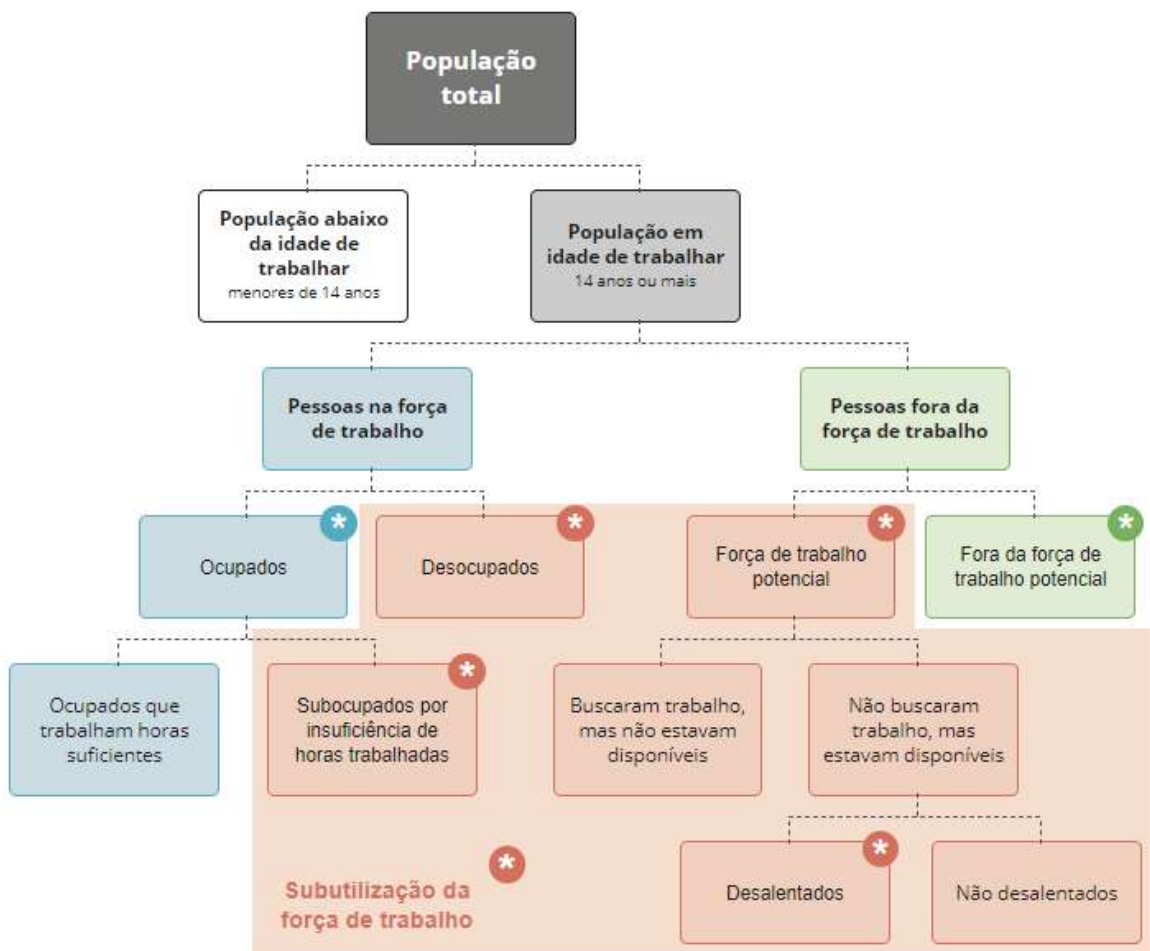 População
total
População abaixo
da idade de
trabalhar
menores de 14 anos
População em
idade de trabalhar
14 anos ou mais
Pessoas na força
de trabalho
Pessoas fora da
força de trabalho
*
Ocupados
*
Desocupados
*
Força de trabalho
potencial
*
Fora da força de
trabalho potencial
Ocupados que
trabalham horas
suficientes
*
Subocupados por
insuficiência de
horas trabalhadas
Buscaram trabalho,
mas não estavam
disponíveis
Não buscaram
trabalho, mas
estavam disponíveis
*
Subutilização da
força de trabalho
*
Desalentados
Não desalentados